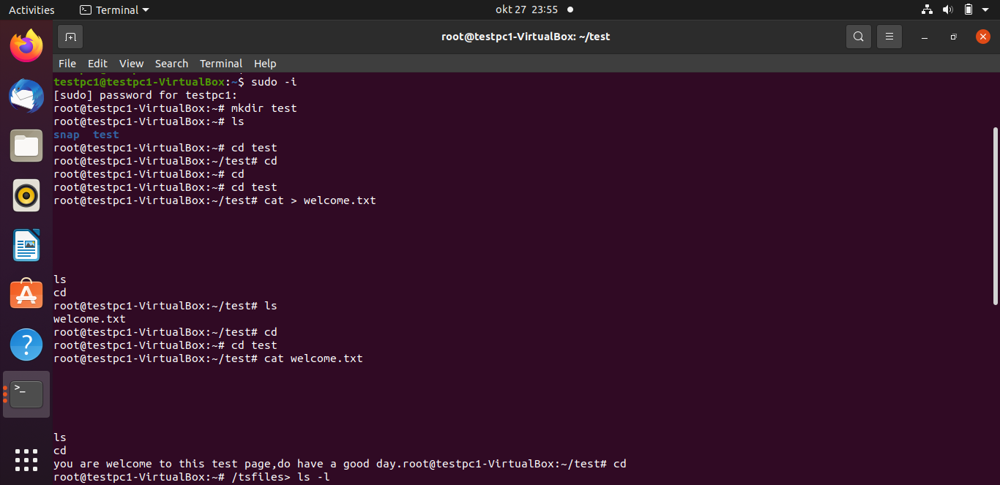 Activities
Terminal
okt 27 23:55
root@testpc1-VirtualBox: ~/test
File Edit View Search Terminal Help
testpc1@testpc1-VirtualBox:~$ sudo -i
[sudo] password for testpc1:
root@testpc1-VirtualBox:~# mkdir test
root@testpc1-VirtualBox:~# ls
snap  test
root@testpc1-VirtualBox:~# cd test
root@testpc1-VirtualBox:~/test# cd
root@testpc1-VirtualBox:~# cd
root@testpc1-VirtualBox:~# cd test
root@testpc1-VirtualBox:~/test# cat > welcome.txt
ls
cd
root@testpc1-VirtualBox:~/test# ls
welcome.txt
root@testpc1-VirtualBox:~/test# cd
root@testpc1-VirtualBox:~# cd test
root@testpc1-VirtualBox:~/test# cat welcome.txt
ls
cd
you are welcome to this test page,do have a good day.root@testpc1-VirtualBox:~/test# cd
root@testpc1-VirtualBox:~# /tsfiles> ls -l